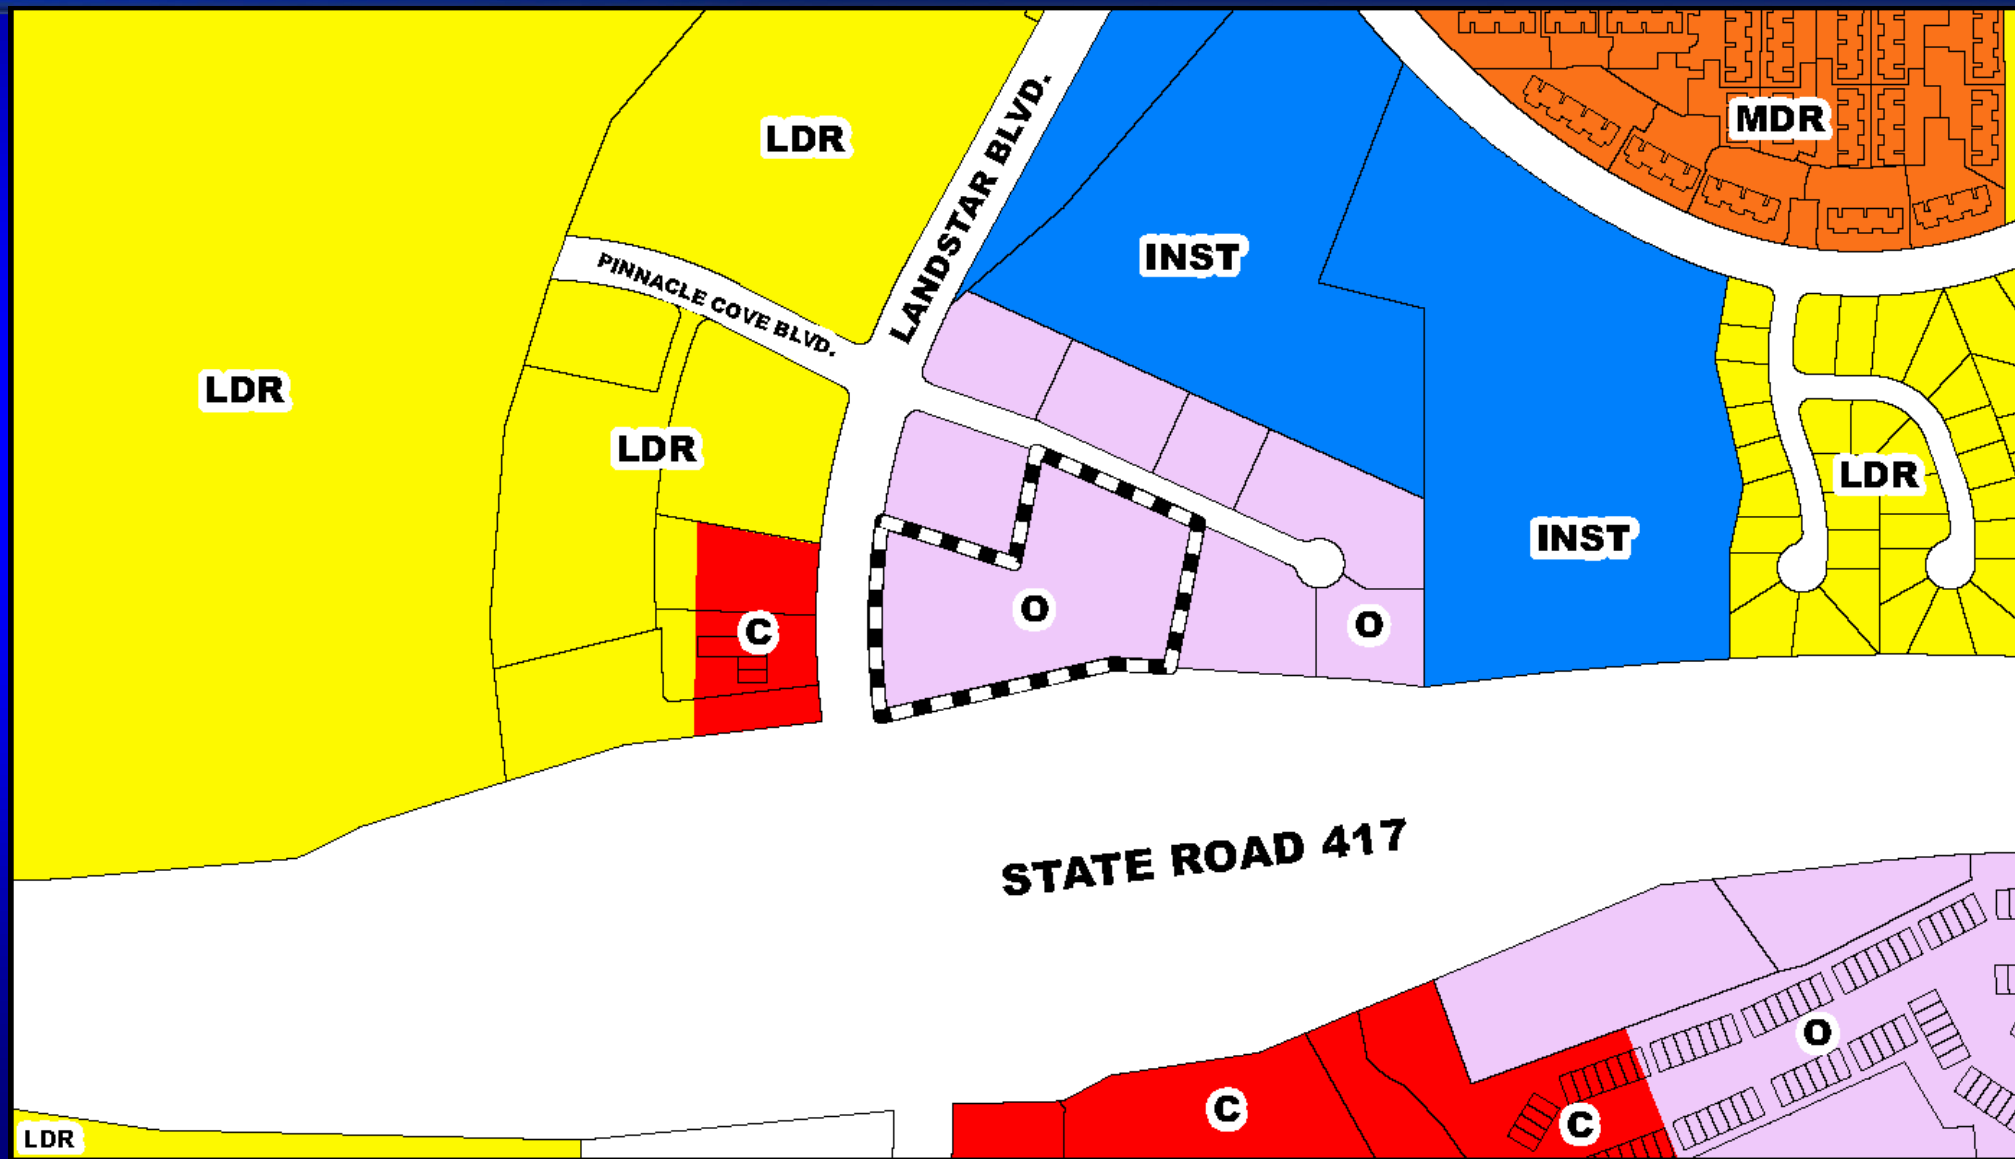 MDR
LDR
LANDSTAR BLVD.
INST
PINNACLE COVE BLVD.
LDR
LDR
LDR
INST
O
O
C
STATE ROAD 417
O
C
C
LDR